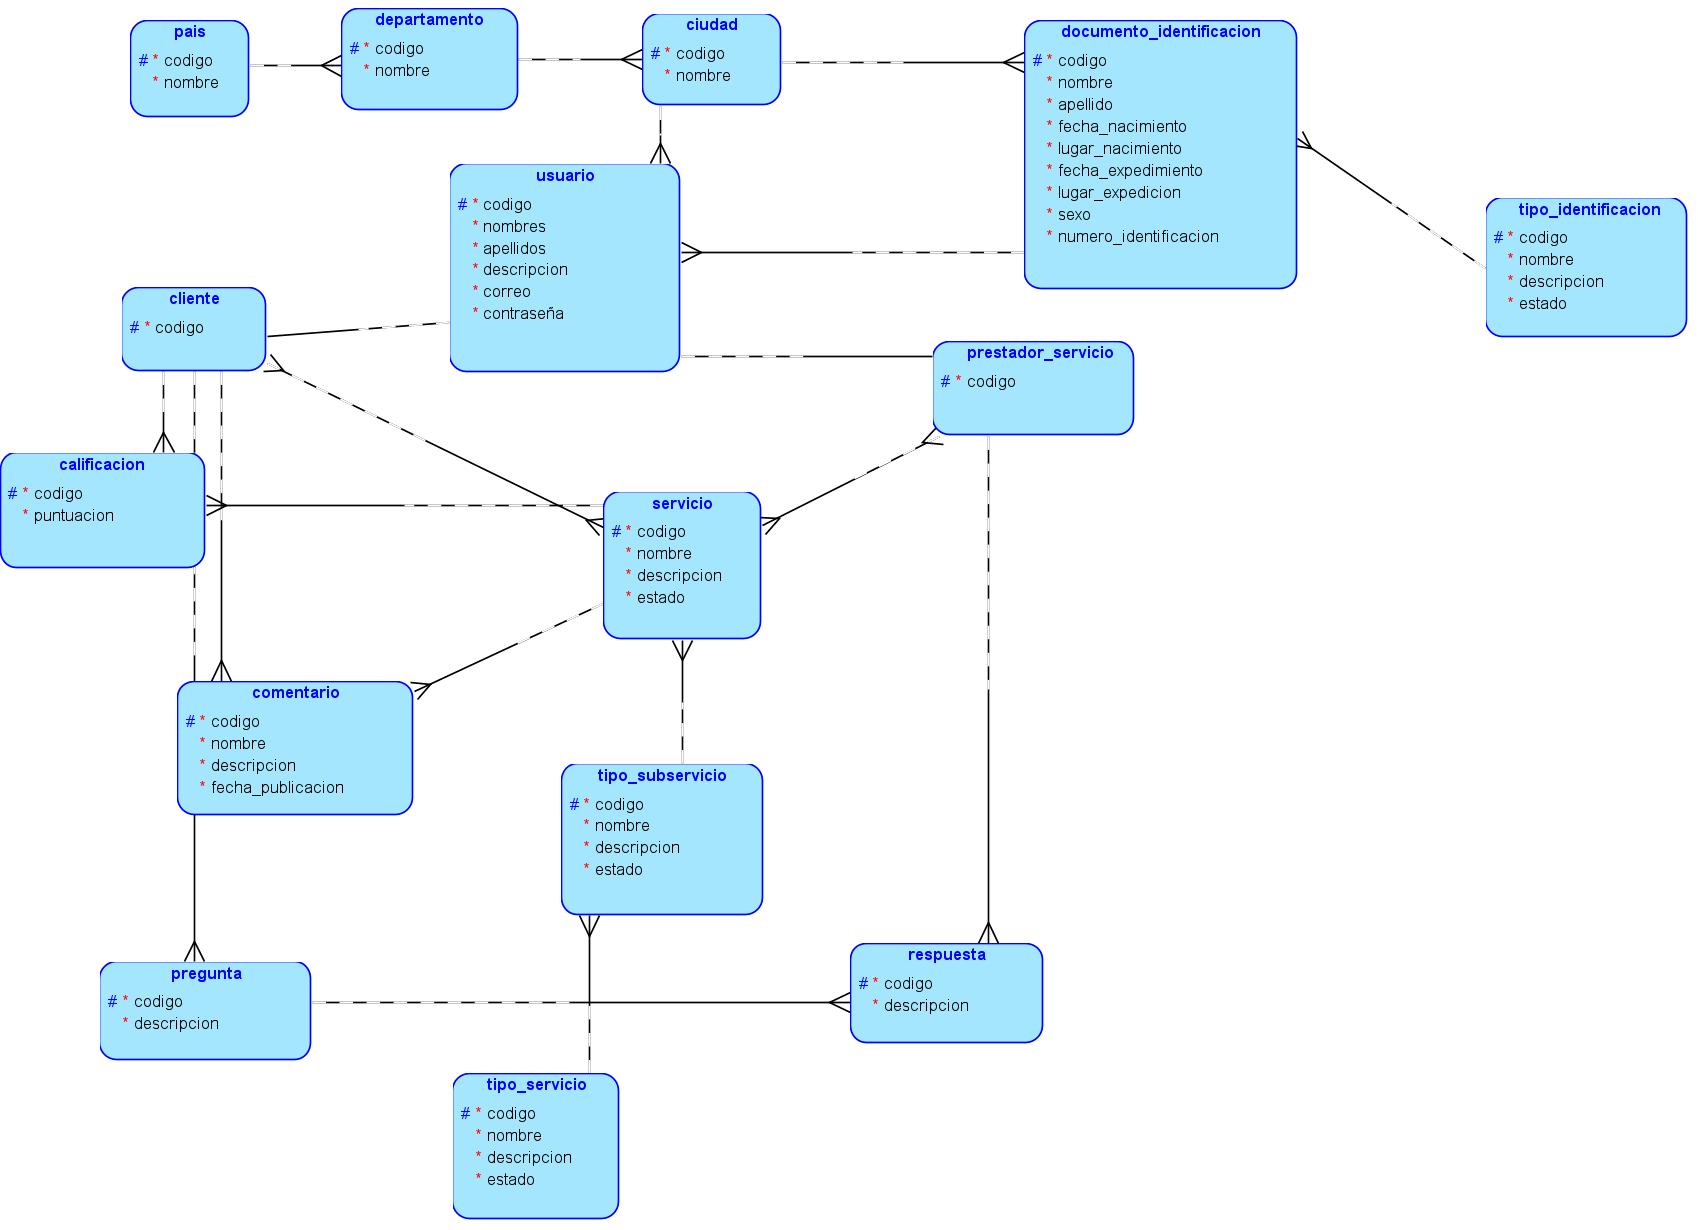 pais
# * codigo
* nombre
departamento
# * codigo
* nombre
ciudad
# * codigo
* nombre
documento_identificacion
# * codigo
* nombre
* apellido
* fecha_nacimiento
* lugar_nacimiento
* fecha_expedimiento
* lugar_expedicion
* sexo
* numero_identificacion
usuario
# * codigo
* nombres
* apellidos
* descripcion
* correo
* contraseña
tipo_identificacion
# * codigo
* nombre
* descripcion
* estado
cliente
# * codigo
prestador_servicio
# * codigo
calificacion
# * codigo
* puntuacion
servicio
# * codigo
* nombre
* descripcion
* estado
comentario
# * codigo
* nombre
* descripcion
* fecha_publicacion
tipo_subservicio
# * codigo
* nombre
* descripcion
* estado
pregunta
# * codigo
* descripcion
respuesta
# * codigo
* descripcion
tipo_servicio
# * codigo
* nombre
* descripcion
* estado